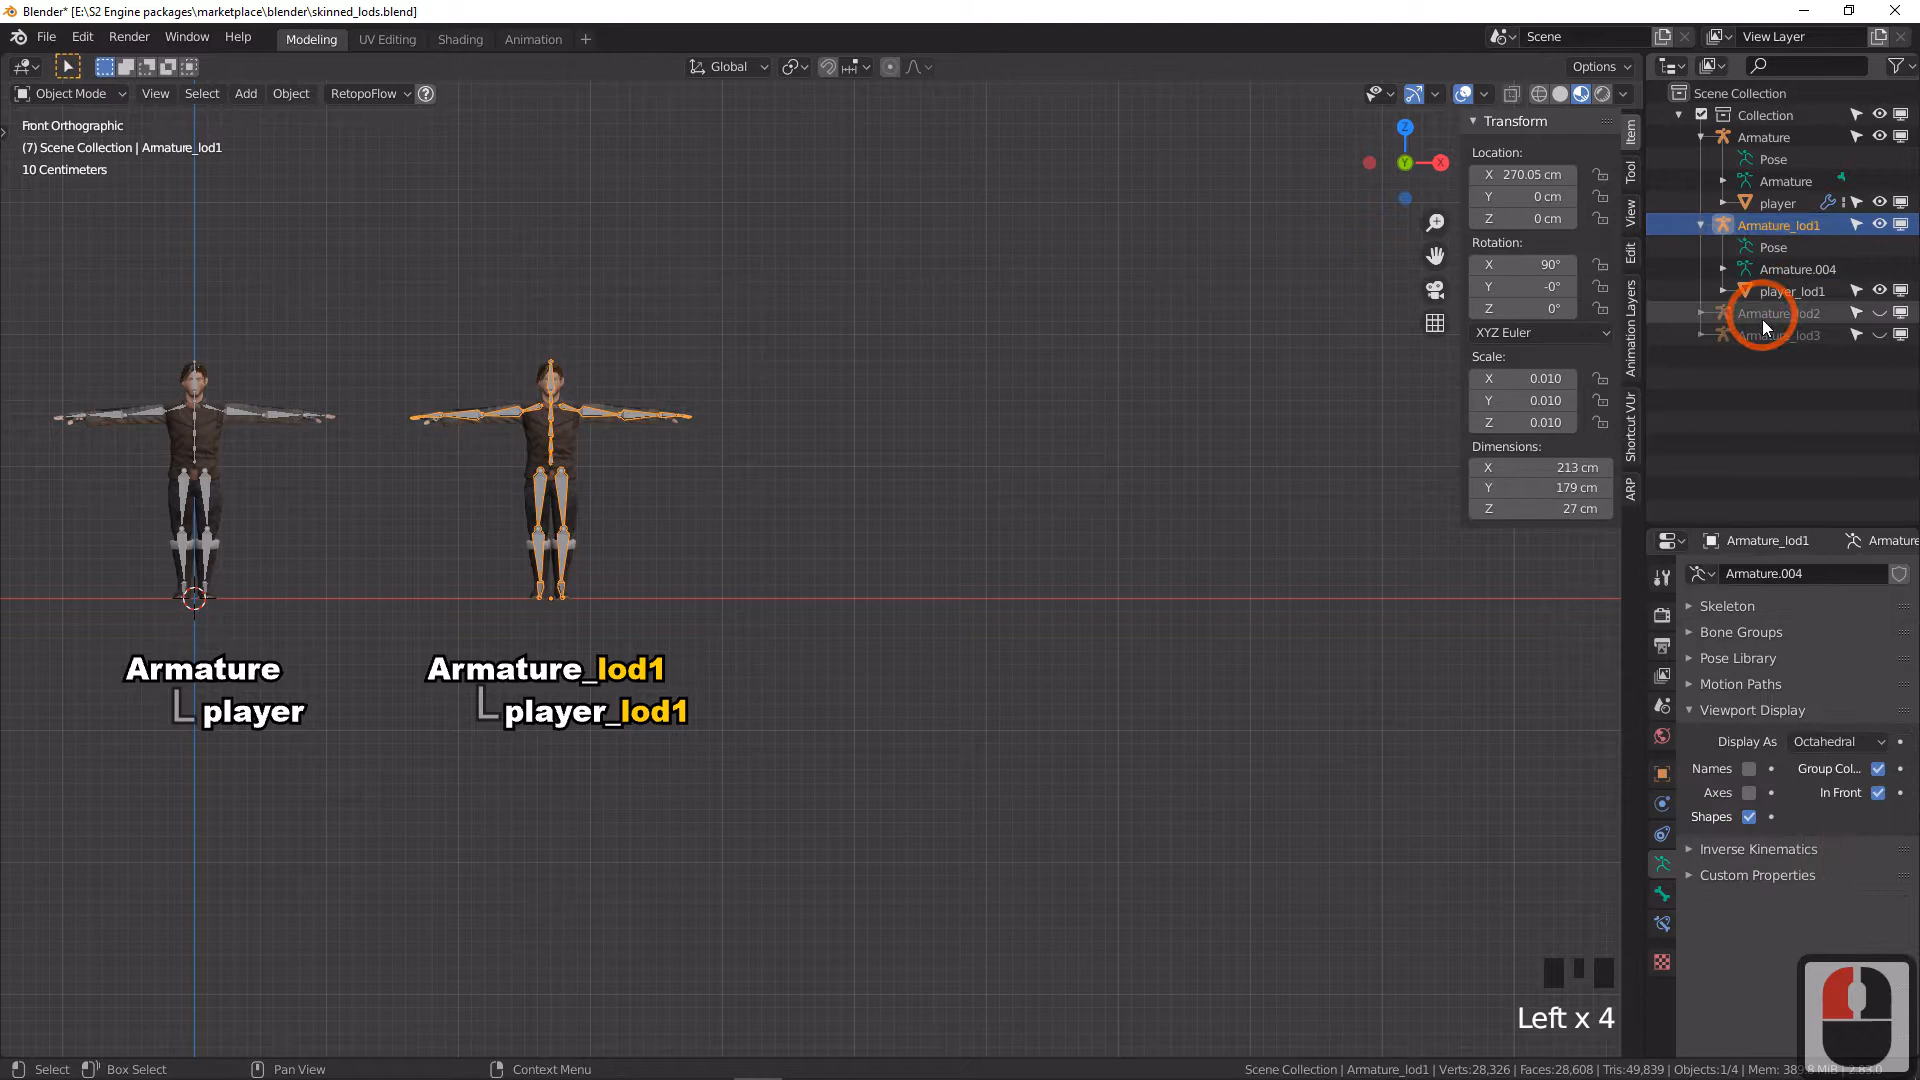 Blender* [E:\S2 Engine packages\marketplace\blender\skinned_lods.blend]
File Edit Render Window Help Modeling UV Editing Shading Animation + Scene View Layer
Global Options
Object Mode View Select Add Object RetopoFlow
Front Orthographic
(7) Scene Collection | Armature_lod1
10 Centimeters
Z
Y
X
Transform
Location:
X 270.05 cm
Y 0 cm
Z 0 cm
Rotation:
X 90°
Y -0°
Z 0°
XYZ Euler
Scale:
X 0.010
Y 0.010
Z 0.010
Dimensions:
X 213 cm
Y 179 cm
Z 27 cm
Item
Tool
View
Edit
Animation Layers
Shortcut VUr
ARP
Scene Collection
Collection
Armature
Pose
Armature
player
Armature_lod1
Pose
Armature.004
player_lod1
Armature_lod2
Armature_lod3
Armature_lod1 Armature
Armature.004
Skeleton
Bone Groups
Pose Library
Motion Paths
Viewport Display
Display As Octahedral
Names Group Col...
Axes In Front
Shapes
Inverse Kinematics
Custom Properties
Armature
player
Armature_lod1
player_lod1
Left x 4
Select Box Select Pan View Context Menu
Scene Collection | Armature_lod1 | Verts:28,326 | Faces:28,608 | Tris:49,839 | Objects:1/4 | Mem: 389.8 MiB | 2.83.0